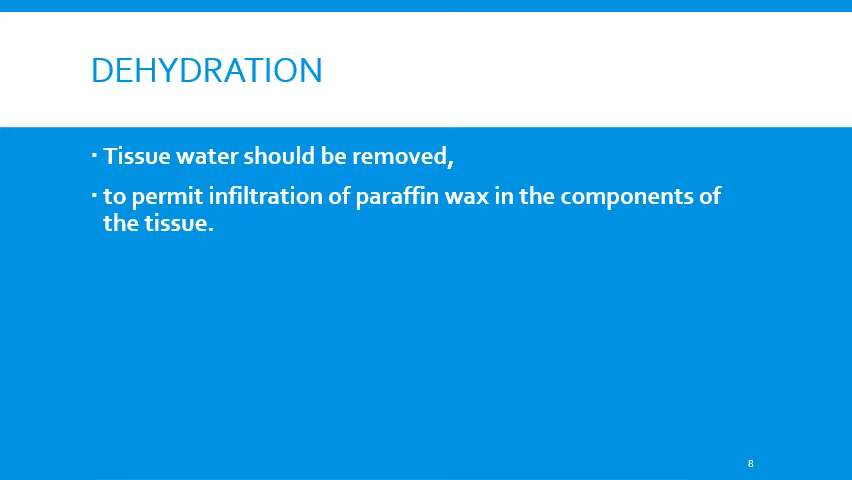 DEHYDRATION
▪ Tissue water should be removed,
▪ to permit infiltration of paraffin wax in the components of
the tissue.
8